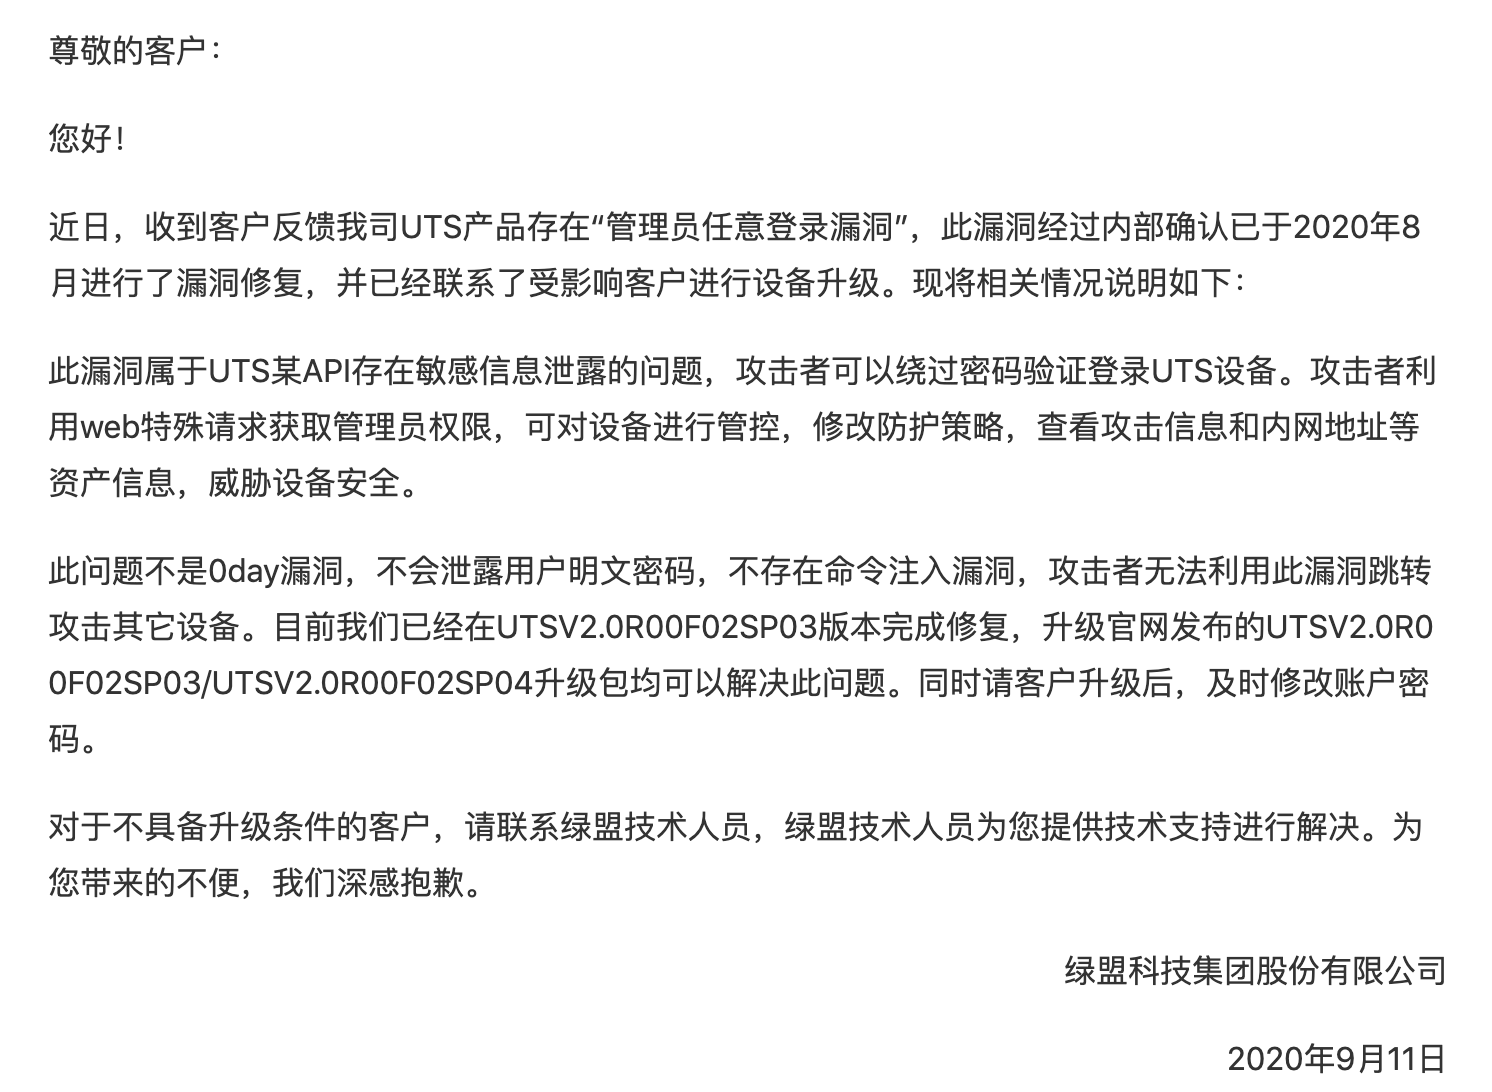 尊敬的客户：
您好！
近日，收到客户反馈我司UTS产品存在“管理员任意登录漏洞”，此漏洞经过内部确认已于2020年8
月进行了漏洞修复，并已经联系了受影响客户进行设备升级。现将相关情况说明如下：
此漏洞属于UTS某API存在敏感信息泄露的问题，攻击者可以绕过密码验证登录UTS设备。攻击者利
用web特殊请求获取管理员权限，可对设备进行管控，修改防护策略，查看攻击信息和内网地址等
资产信息，威胁设备安全。
此问题不是0day漏洞，不会泄露用户明文密码，不存在命令注入漏洞，攻击者无法利用此漏洞跳转
攻击其它设备。目前我们已经在UTSV2.0R00F02SP03版本完成修复，升级官网发布的UTSV2.0R0
0F02SP03/UTSV2.0R00F02SP04升级包均可以解决此问题。同时请客户升级后，及时修改账户密
码。
对于不具备升级条件的客户，请联系绿盟技术人员，绿盟技术人员为您提供技术支持进行解决。为
您带来的不便，我们深感抱歉。
绿盟科技集团股份有限公司
2020年9月11日